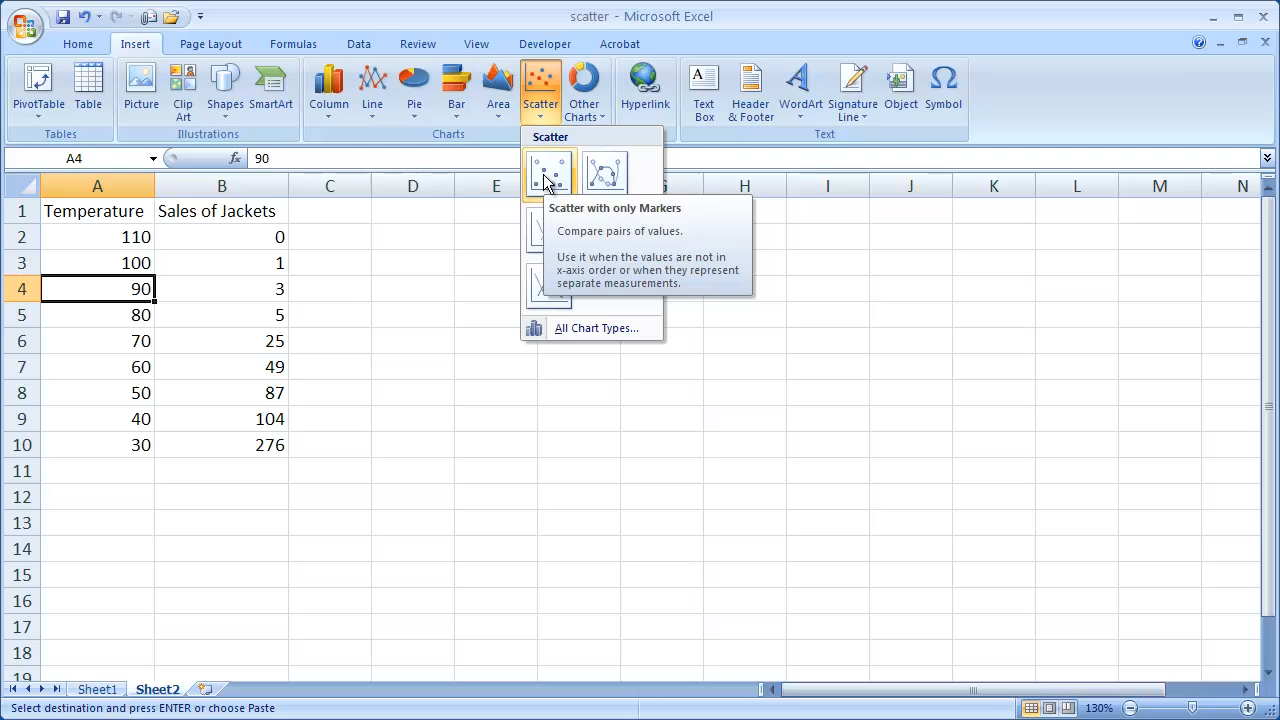 scatter - Microsoft Excel
Home Insert Page Layout Formulas Data Review View Developer Acrobat
PivotTable Table Picture Clip Art Shapes SmartArt Column Line Pie Bar Area Scatter Other Charts Hyperlink Text Box Header & Footer WordArt Signature Line Object Symbol
Tables Illustrations Charts Text
Scatter
A4 fx 90
Scatter with only Markers
Compare pairs of values.
Use it when the values are not in
x-axis order or when they represent
separate measurements.
All Chart Types...
A B C D E G H I J K L M N
1 Temperature Sales of Jackets
2 110 0
3 100 1
4 90 3
5 80 5
6 70 25
7 60 49
8 50 87
9 40 104
10 30 276
11
12
13
14
15
16
17
18
19
Sheet1 Sheet2
Select destination and press ENTER or choose Paste 130%